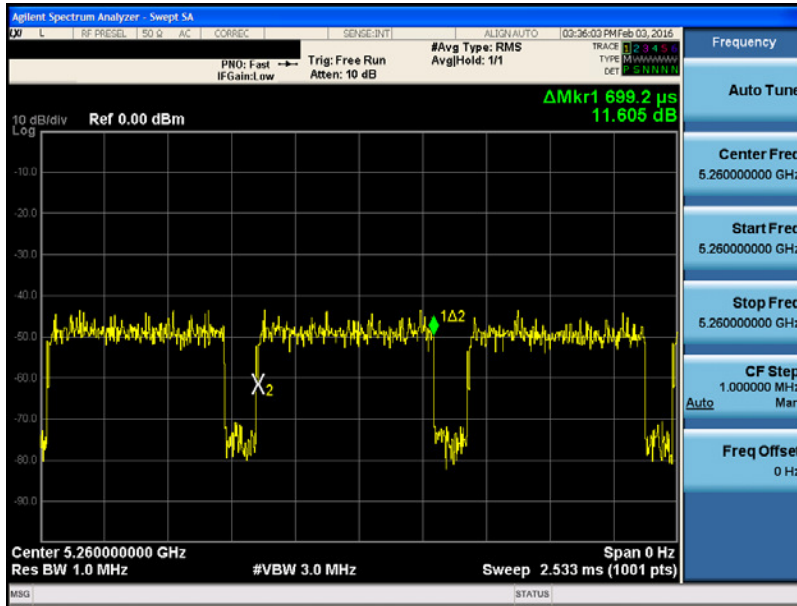 Agilent Spectrum Analyzer - Swept SA
LXI L RF PRESEL 50 Ω AC CORREC SENSE:INT ALIGN AUTO 03:36:03 PM Feb 03, 2016
PNO: Fast
IFGain:Low
Trig: Free Run
Atten: 10 dB
#Avg Type: RMS
Avg|Hold: 1/1
TRACE 1 2 3 4 5 6
TYPE M WWWWW
DET P S N N N N
ΔMkr1 699.2 µs
11.605 dB
10 dB/div Ref 0.00 dBm
Log
-10.0
-20.0
-30.0
-40.0
1Δ2
-50.0
-60.0
X2
-70.0
-80.0
-90.0
Center 5.260000000 GHz Span 0 Hz
Res BW 1.0 MHz #VBW 3.0 MHz Sweep 2.533 ms (1001 pts)
MSG STATUS
Frequency
Auto Tune
Center Freq
5.260000000 GHz
Start Freq
5.260000000 GHz
Stop Freq
5.260000000 GHz
CF Step
1.000000 MHz
Auto Man
Freq Offset
0 Hz